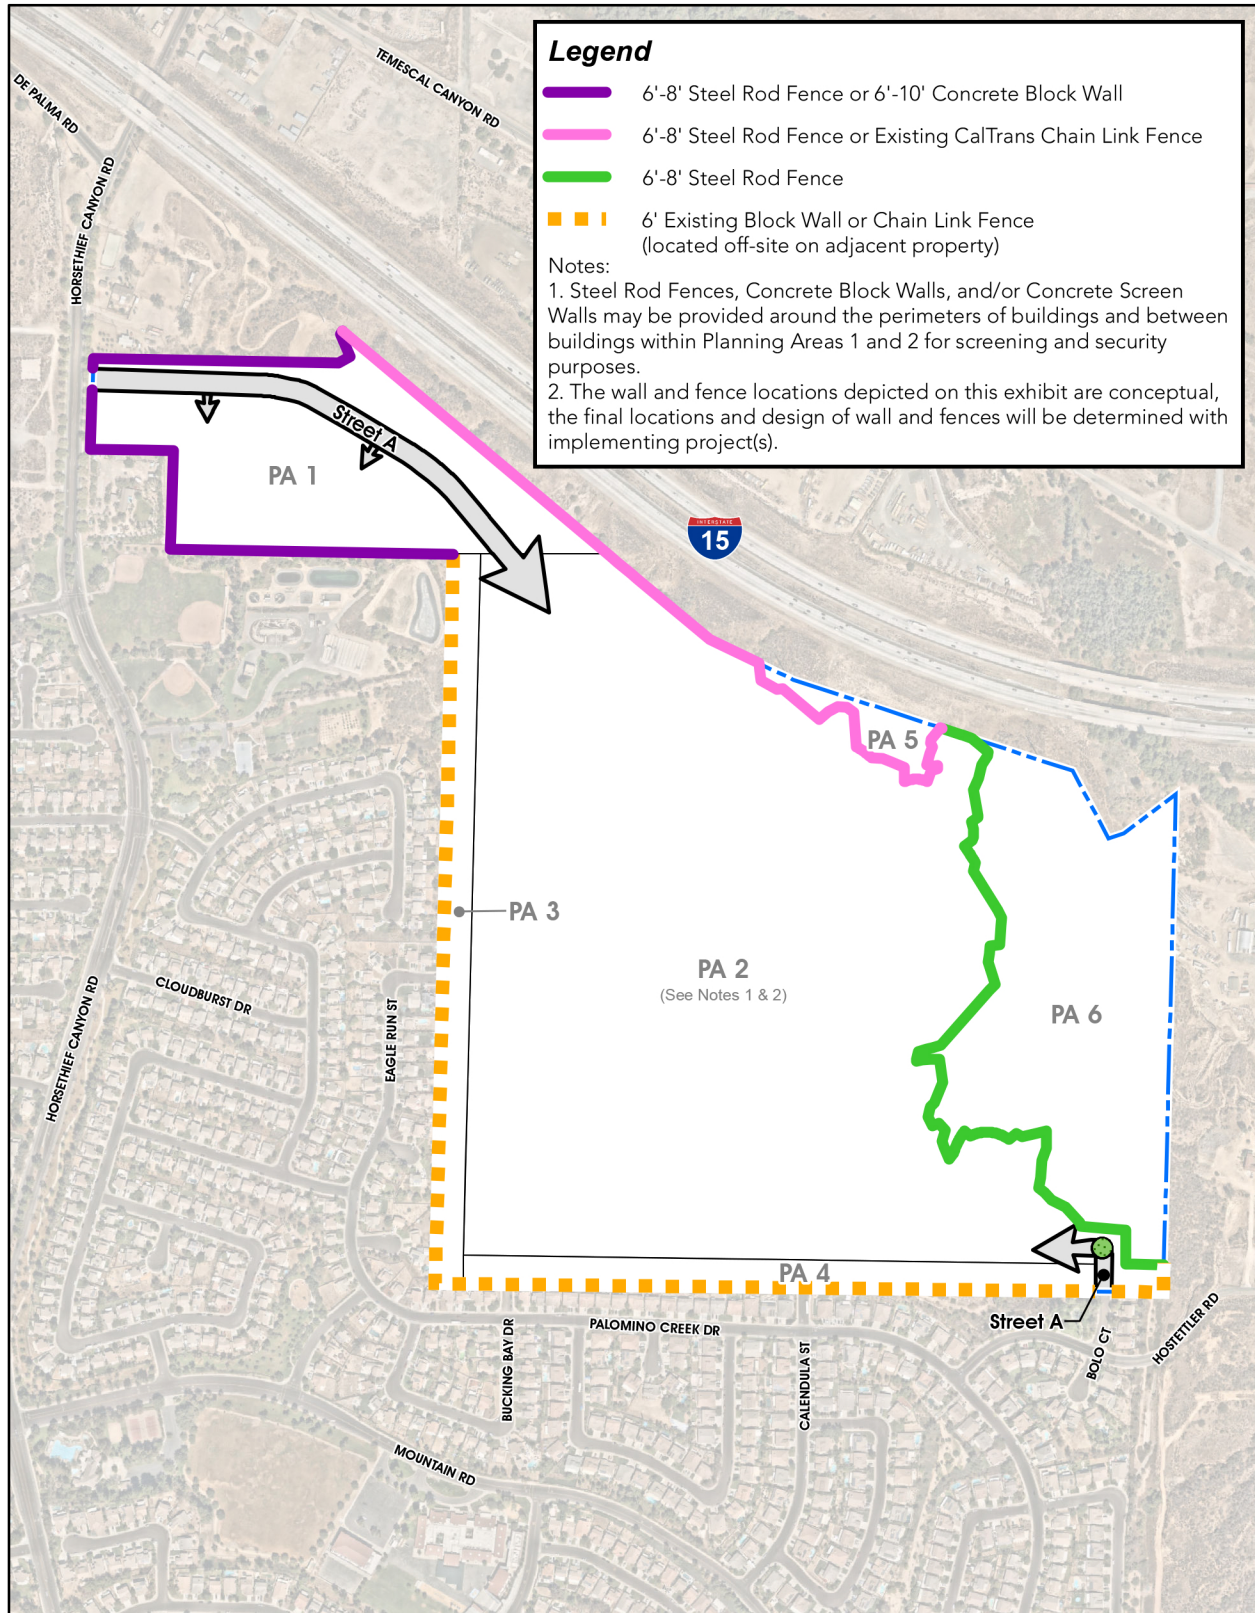 Legend
6'-8' Steel Rod Fence or 6'-10' Concrete Block Wall
6'-8' Steel Rod Fence or Existing CalTrans Chain Link Fence
6'-8' Steel Rod Fence
6' Existing Block Wall or Chain Link Fence
(located off-site on adjacent property)
Notes:
1. Steel Rod Fences, Concrete Block Walls, and/or Concrete Screen
Walls may be provided around the perimeters of buildings and between
buildings within Planning Areas 1 and 2 for screening and security
purposes.
2. The wall and fence locations depicted on this exhibit are conceptual,
the final locations and design of wall and fences will be determined with
implementing project(s).
TEMESCAL CANYON RD
DE PALMA RD
HORSETHIEF CANYON RD
Street A
PA 1
INTERSTATE
15
PA 5
PA 3
PA 2
(See Notes 1 & 2)
PA 6
CLOUDBURST DR
EAGLE RUN ST
HORSETHIEF CANYON RD
PA 4
Street A
PALOMINO CREEK DR
BUCKING BAY DR
CALENDULA ST
BOLO CT
HOSTETTLER RD
MOUNTAIN RD